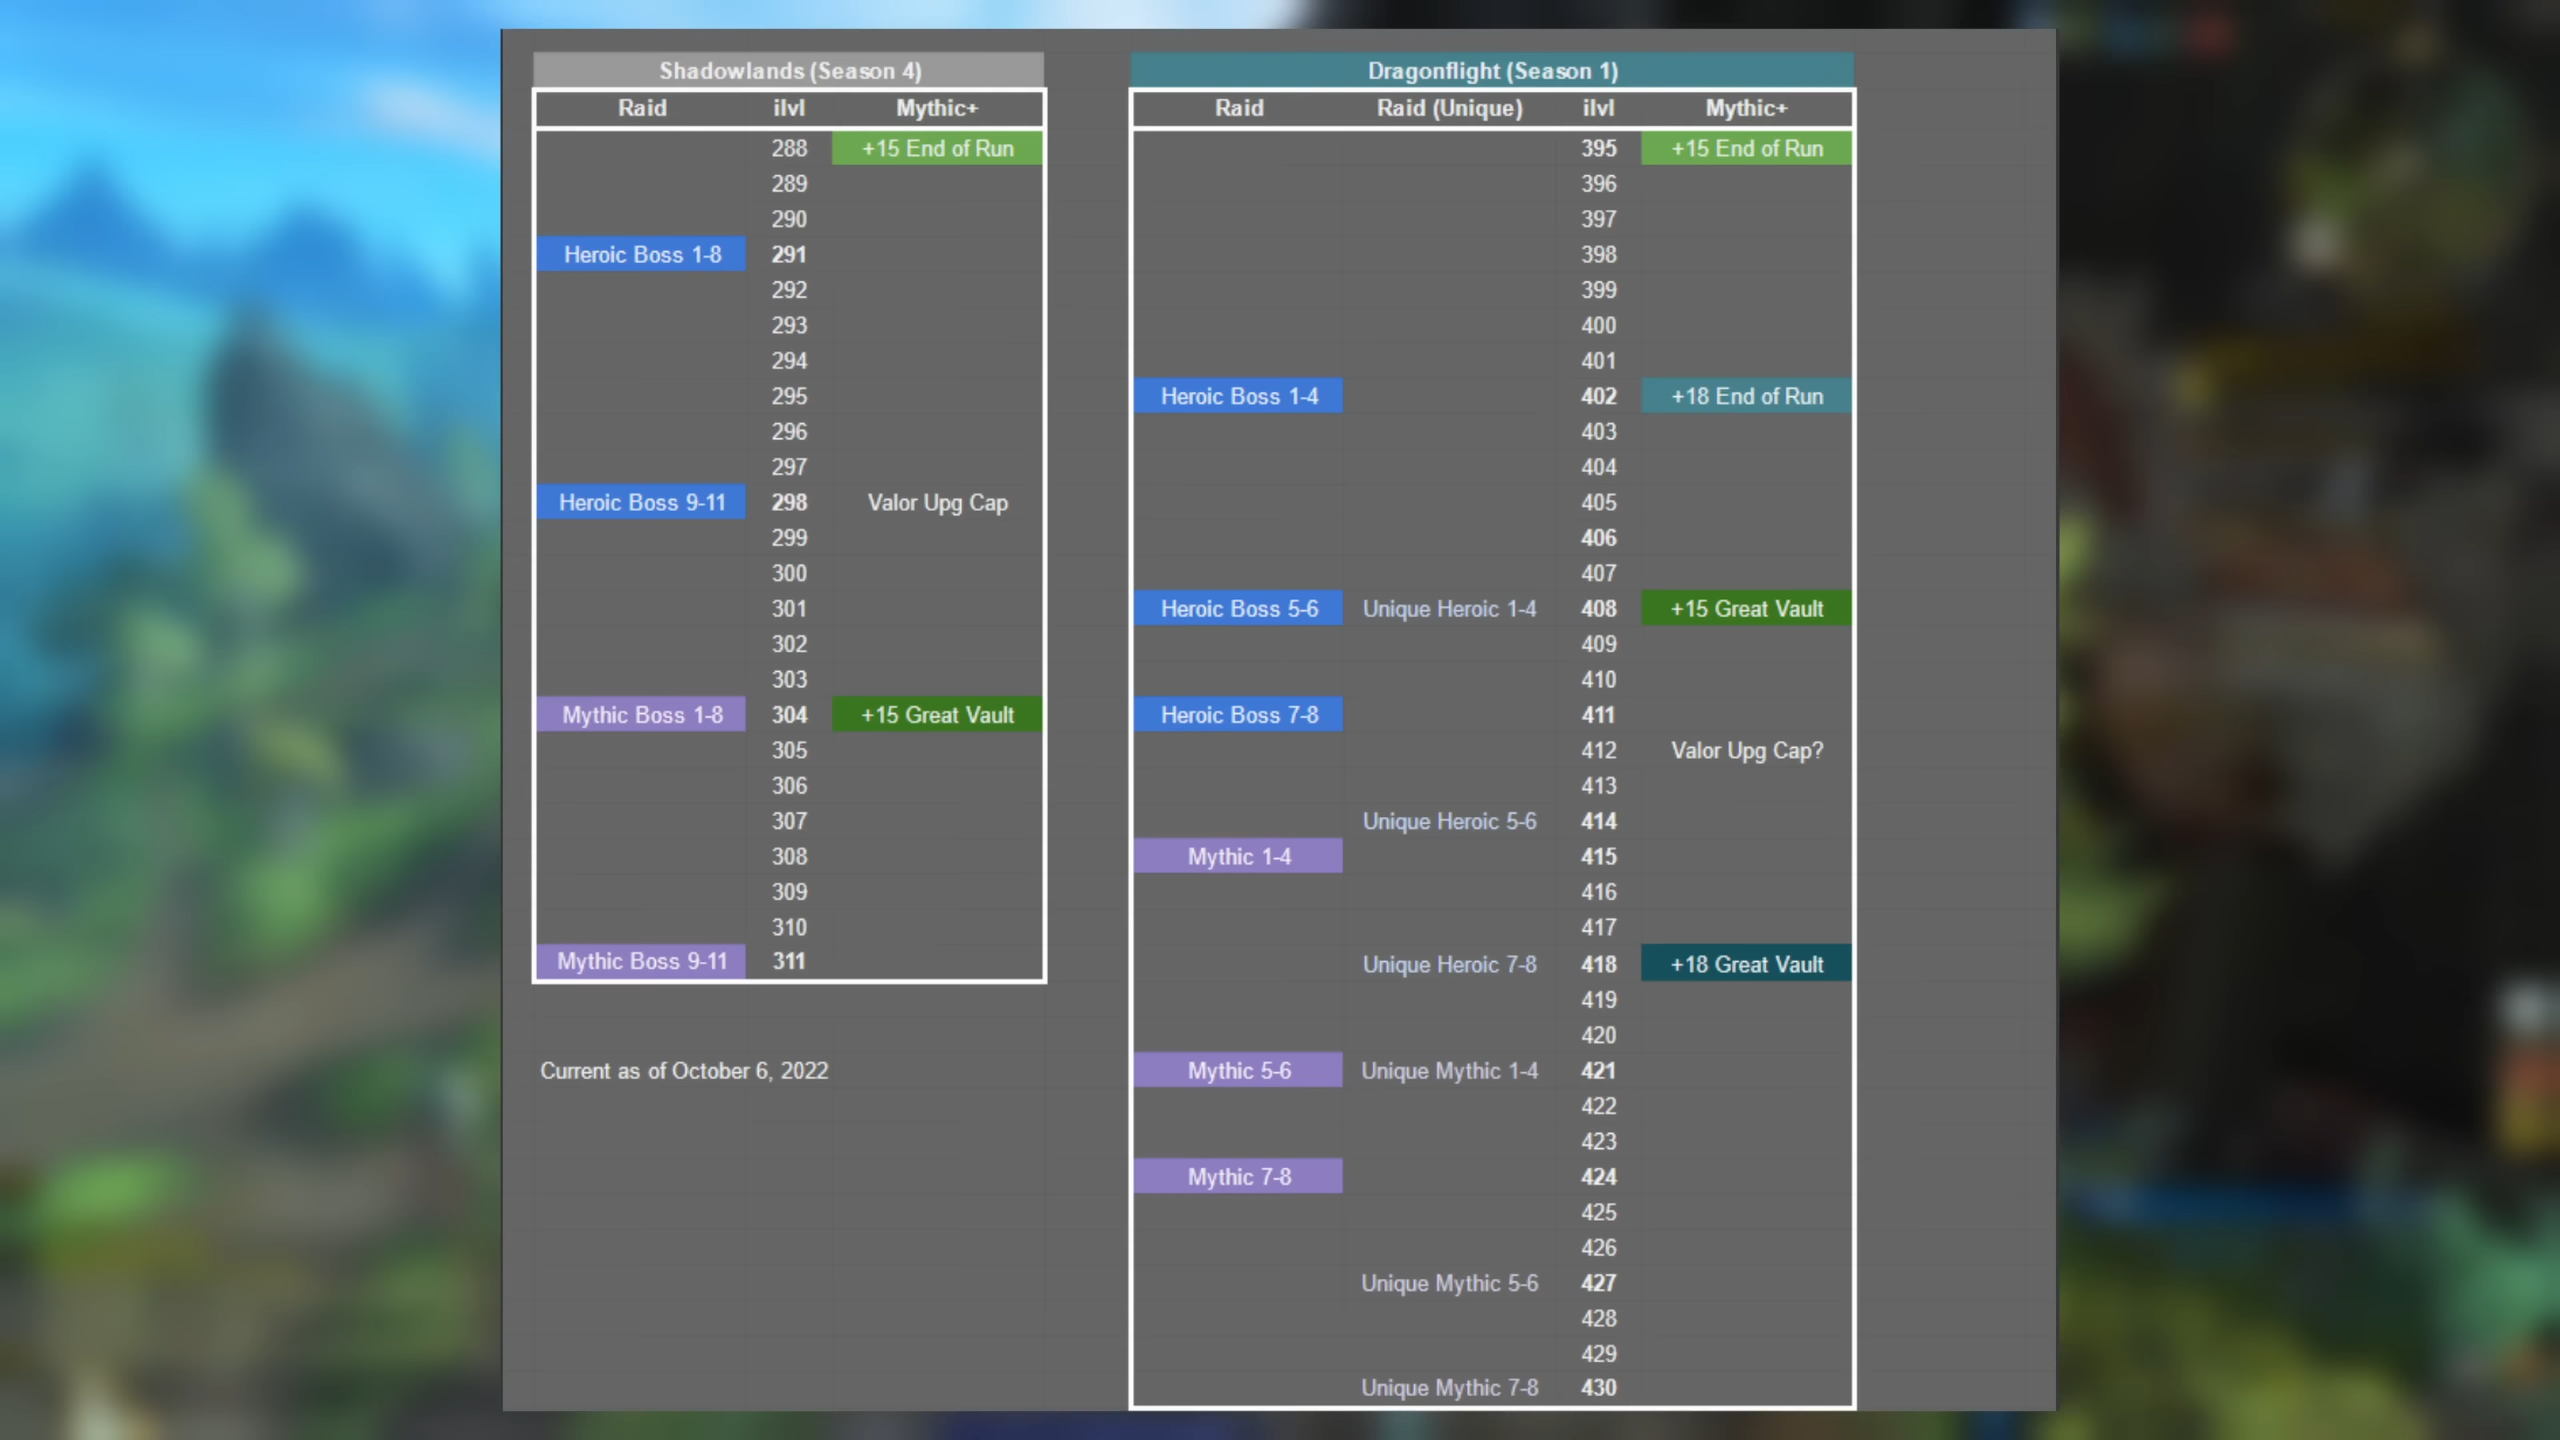 Shadowlands (Season 4)
Raid ilvl Mythic+
288 +15 End of Run
289
290
Heroic Boss 1-8 291
292
293
294
295
296
297
Heroic Boss 9-11 298 Valor Upg Cap
299
300
301
302
303
Mythic Boss 1-8 304 +15 Great Vault
305
306
307
308
309
310
Mythic Boss 9-11 311
Current as of October 6, 2022
Dragonflight (Season 1)
Raid Raid (Unique) ilvl Mythic+
395 +15 End of Run
396
397
398
399
400
401
Heroic Boss 1-4 402 +18 End of Run
403
404
405
406
407
Heroic Boss 5-6 Unique Heroic 1-4 408 +15 Great Vault
409
410
Heroic Boss 7-8 411
412 Valor Upg Cap?
413
Unique Heroic 5-6 414
Mythic 1-4 415
416
417
Unique Heroic 7-8 418 +18 Great Vault
419
420
Mythic 5-6 Unique Mythic 1-4 421
422
423
Mythic 7-8 424
425
426
Unique Mythic 5-6 427
428
429
Unique Mythic 7-8 430